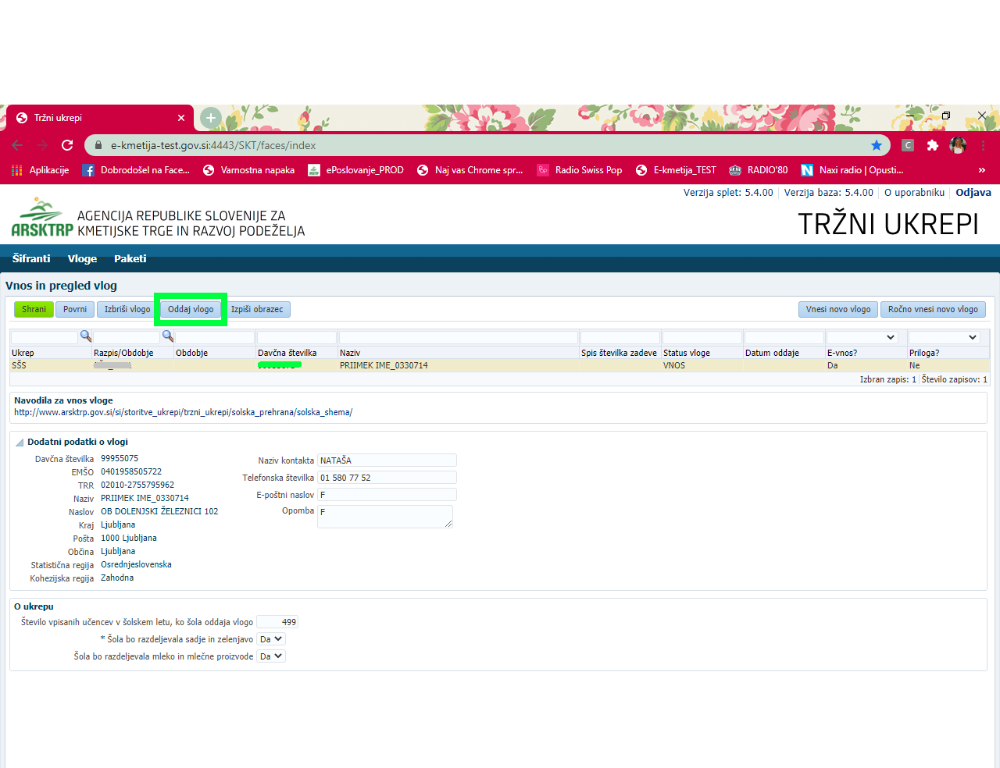 Tržni ukrepi
e-kmetija-test.gov.si:4443/SKT/faces/index
C
Aplikacije Dobrodošel na Face... Varnostna napaka ePoslovanje_PROD Naj vas Chrome spr... Radio Swiss Pop E-kmetija_TEST RADIO'80 Naxi radio | Opusti... »
Verzija splet: 5.4.00 Verzija baza: 5.4.00 O uporabniku Odjava
ARSKTRP
AGENCIJA REPUBLIKE SLOVENIJE ZA
KMETIJSKE TRGE IN RAZVOJ PODEŽELJA
TRŽNI UKREPI
Šifranti Vloge Paketi
Vnos in pregled vlog
Shrani Povrni Izbriši vlogo Oddaj vlogo Izpiši obrazec Vnesi novo vlogo Ročno vnesi novo vlogo
Ukrep Razpis/Obdobje Obdobje Davčna številka Naziv Spis številka zadeve Status vloge Datum oddaje E-vnos? Priloga?
SŠS PRIIMEK IME_0330714 VNOS Da Ne
Izbran zapis: 1 Število zapisov: 1
Navodila za vnos vloge
http://www.arsktrp.gov.si/si/storitve_ukrepi/trzni_ukrepi/solska_prehrana/solska_shema/
Dodatni podatki o vlogi
Davčna številka 99955075
EMŠO 0401958505722
TRR 02010-2755795962
Naziv PRIIMEK IME_0330714
Naslov OB DOLENJSKI ŽELEZNICI 102
Kraj Ljubljana
Pošta 1000 Ljubljana
Občina Ljubljana
Statistična regija Osrednjeslovenska
Kohezijska regija Zahodna
Naziv kontakta NATAŠA
Telefonska številka 01 580 77 52
E-poštni naslov F
Opomba F
O ukrepu
Število vpisanih učencev v šolskem letu, ko šola oddaja vlogo 499
* Šola bo razdeljevala sadje in zelenjavo Da
Šola bo razdeljevala mleko in mlečne proizvode Da